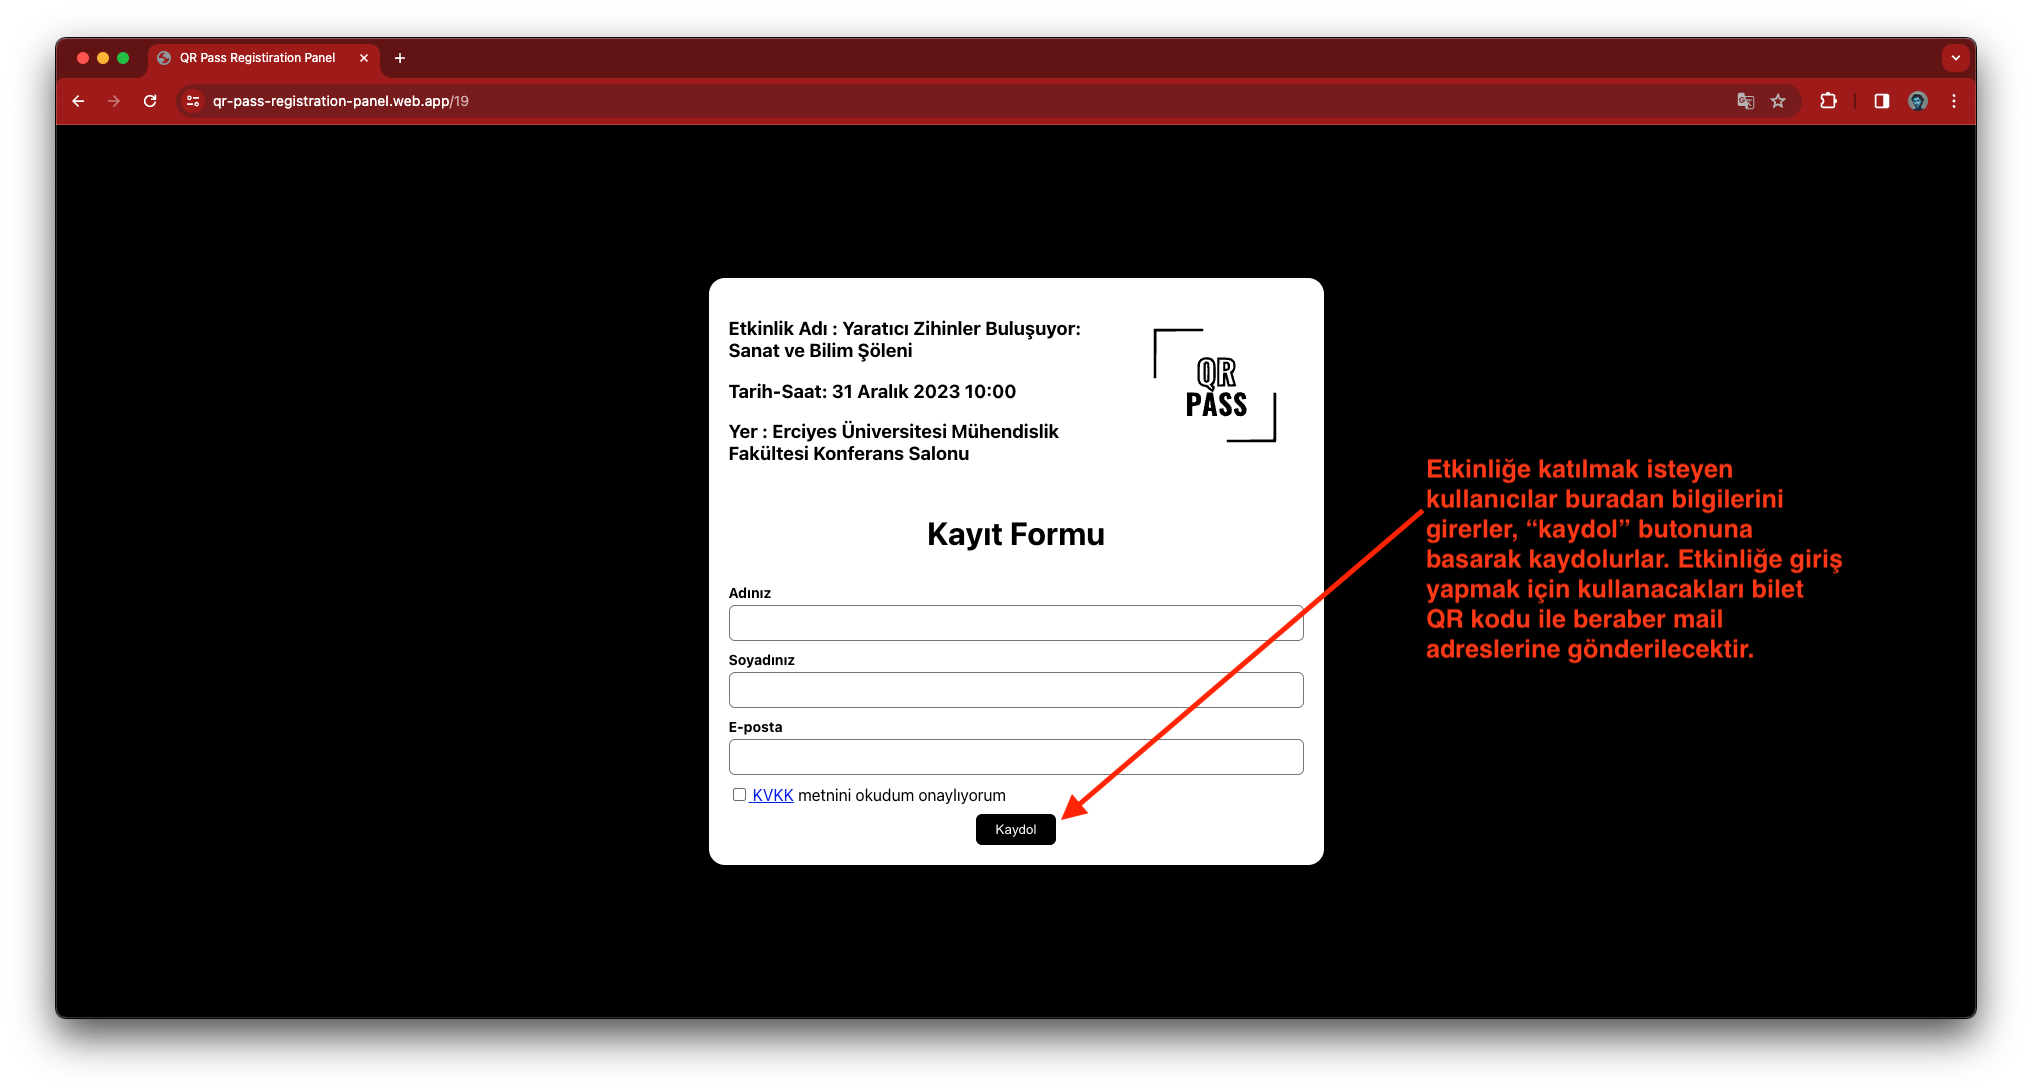 QR Pass Registiration Panel
qr-pass-registration-panel.web.app/19
Etkinlik Adı : Yaratıcı Zihinler Buluşuyor:
Sanat ve Bilim Şöleni
Tarih-Saat: 31 Aralık 2023 10:00
Yer : Erciyes Üniversitesi Mühendislik
Fakültesi Konferans Salonu
QR
PASS
Kayıt Formu
Adınız
Soyadınız
E-posta
KVKK metnini okudum onaylıyorum
Kaydol
Etkinliğe katılmak isteyen
kullanıcılar buradan bilgilerini
girerler, “kaydol” butonuna
basarak kaydolurlar. Etkinliğe giriş
yapmak için kullanacakları bilet
QR kodu ile beraber mail
adreslerine gönderilecektir.